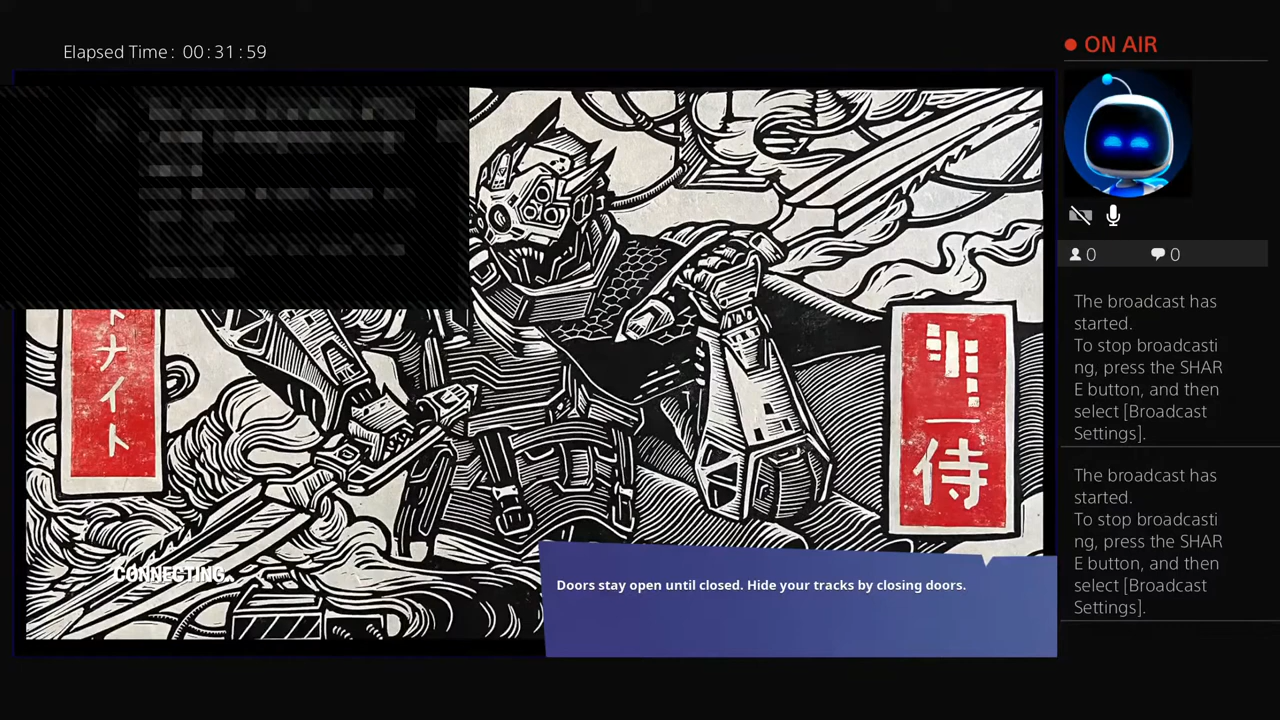 Elapsed Time: 00:31:59
ON AIR
0
0
The broadcast has
started.
To stop broadcasti
ng, press the SHAR
E button, and then
select [Broadcast
Settings].
The broadcast has
started.
To stop broadcasti
ng, press the SHAR
E button, and then
select [Broadcast
Settings].
トナイト
侍
CONNECTING..
Doors stay open until closed. Hide your tracks by closing doors.